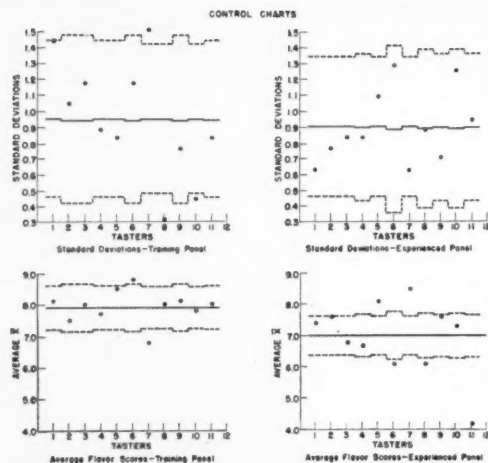 CONTROL CHARTS
STANDARD DEVIATIONS
1.5
1.4
1.3
1.2
1.1
1.0
0.9
0.8
0.7
0.6
0.5
0.4
0.3
1 2 3 4 5 6 7 8 9 10 11 12
TASTERS
Standard Deviations-Training Panel
STANDARD DEVIATIONS
1.5
1.4
1.3
1.2
1.1
1.0
0.9
0.8
0.7
0.6
0.5
0.4
0.3
1 2 3 4 5 6 7 8 9 10 11 12
TASTERS
Standard Deviations-Experienced Panel
AVERAGE X̄
9.0
8.0
7.0
6.0
5.0
4.0
1 2 3 4 5 6 7 8 9 10 11 12
TASTERS
Average Flavor Scores-Training Panel
AVERAGE X̄
9.0
8.0
7.0
6.0
5.0
4.0
1 2 3 4 5 6 7 8 9 10 11 12
TASTERS
Average Flavor Scores-Experienced Panel